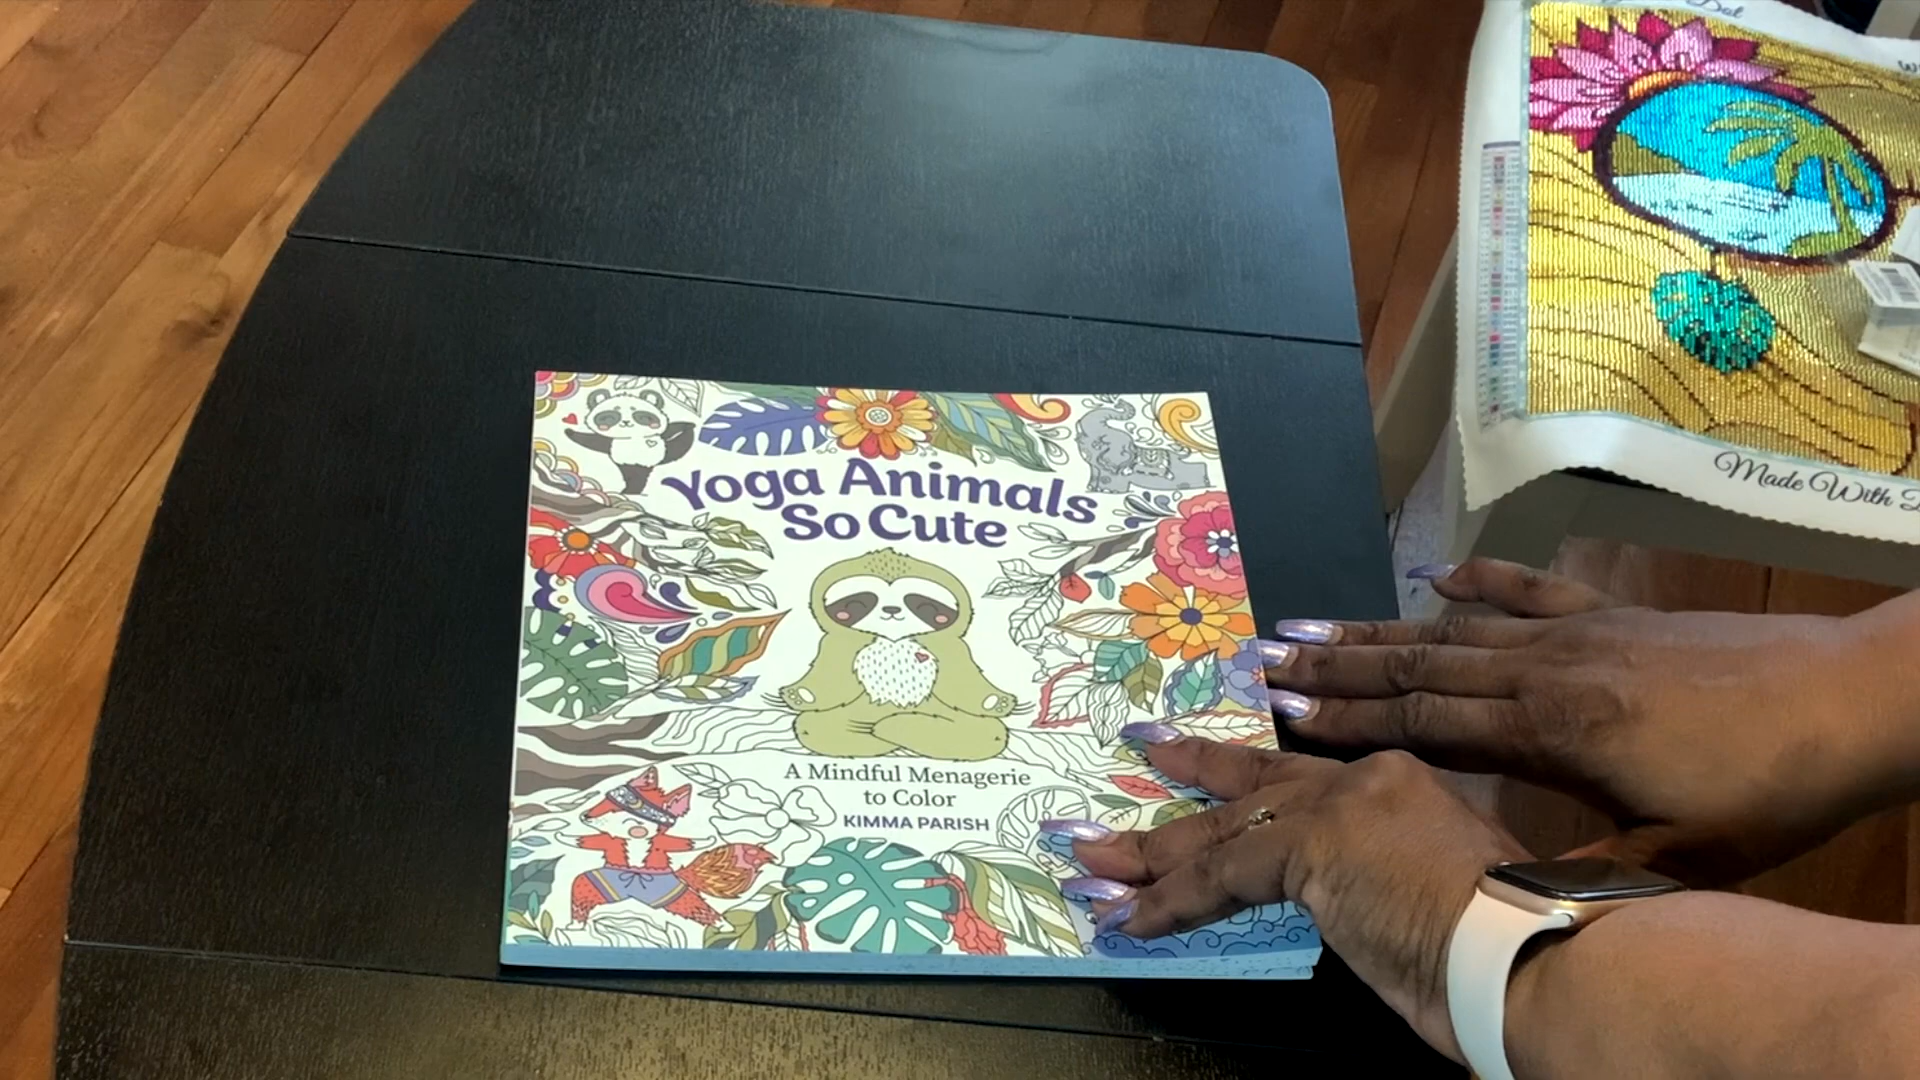 Yoga Animals
So Cute
A Mindful Menagerie
to Color
KIMMA PARISH
Made With